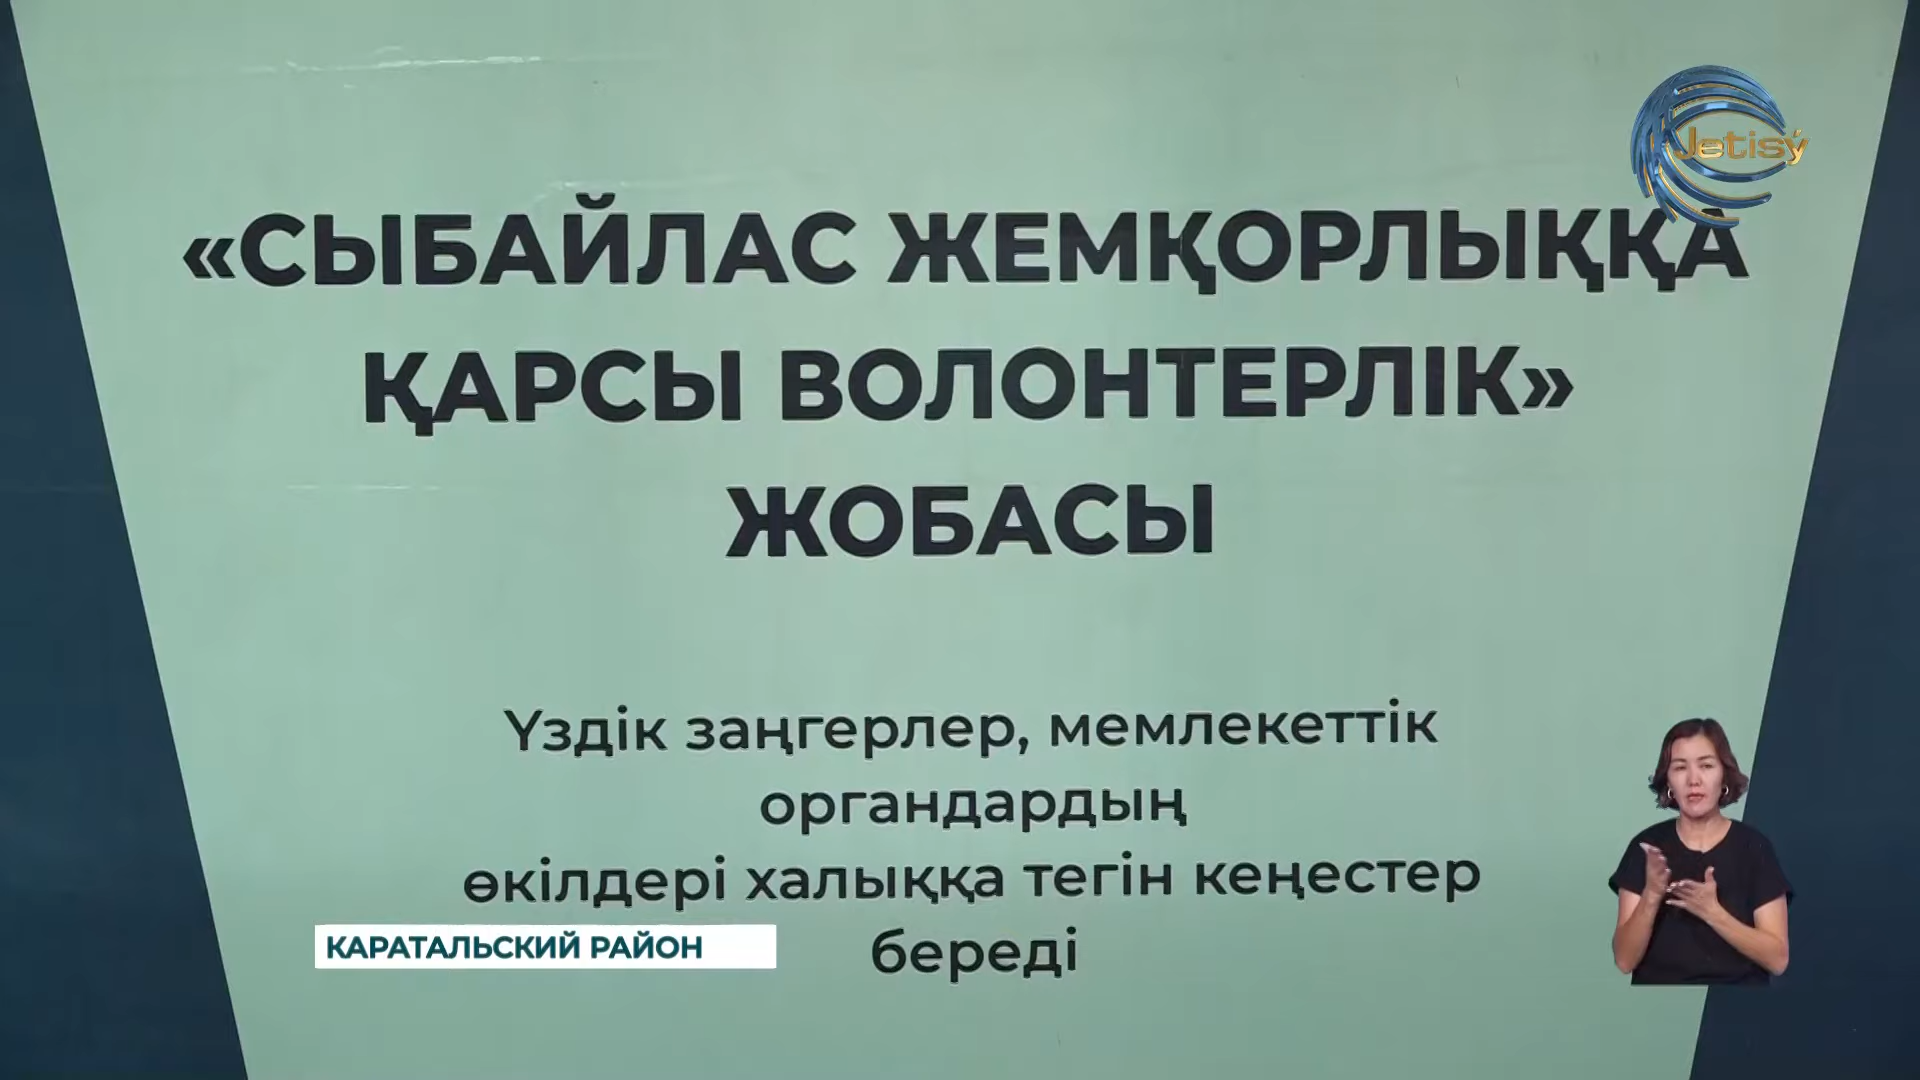 Jetisý
«СЫБАЙЛАС ЖЕМҚОРЛЫҚҚА
ҚАРСЫ ВОЛОНТЕРЛІК»
ЖОБАСЫ
Үздік заңгерлер, мемлекеттік
органдардың
өкілдері халыққа тегін кеңестер
береді
КАРАТАЛЬСКИЙ РАЙОН